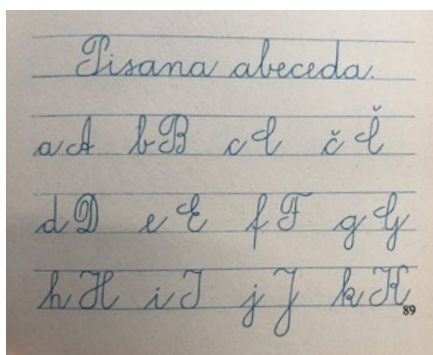 Pisana abeceda.
a A b B c C č Č
d D e E f F g G
h H i I j J k K
89